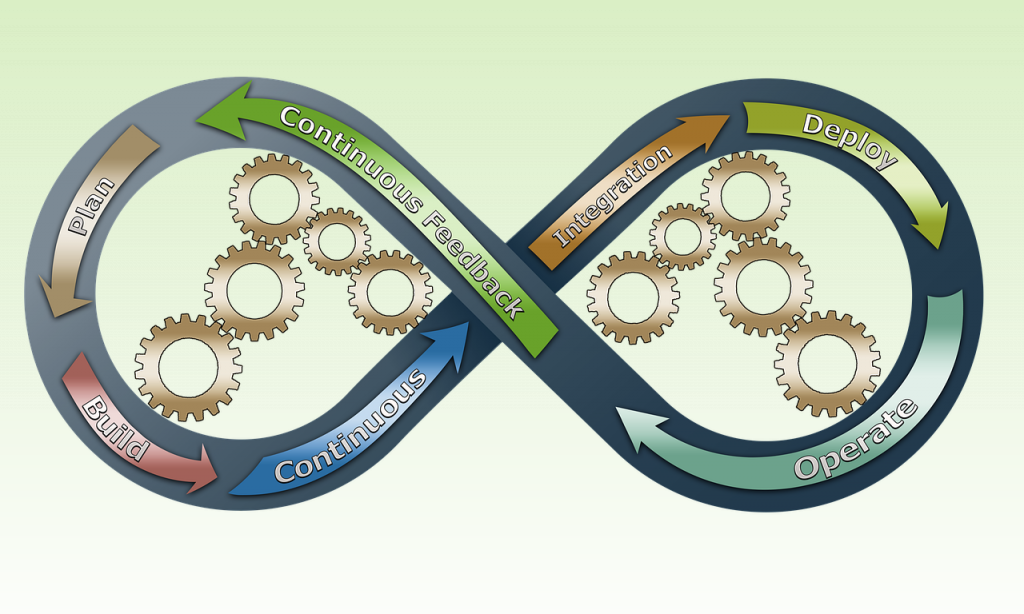 Continuous Feedback
Plan
Build
Continuous
Integration
Deploy
Operate